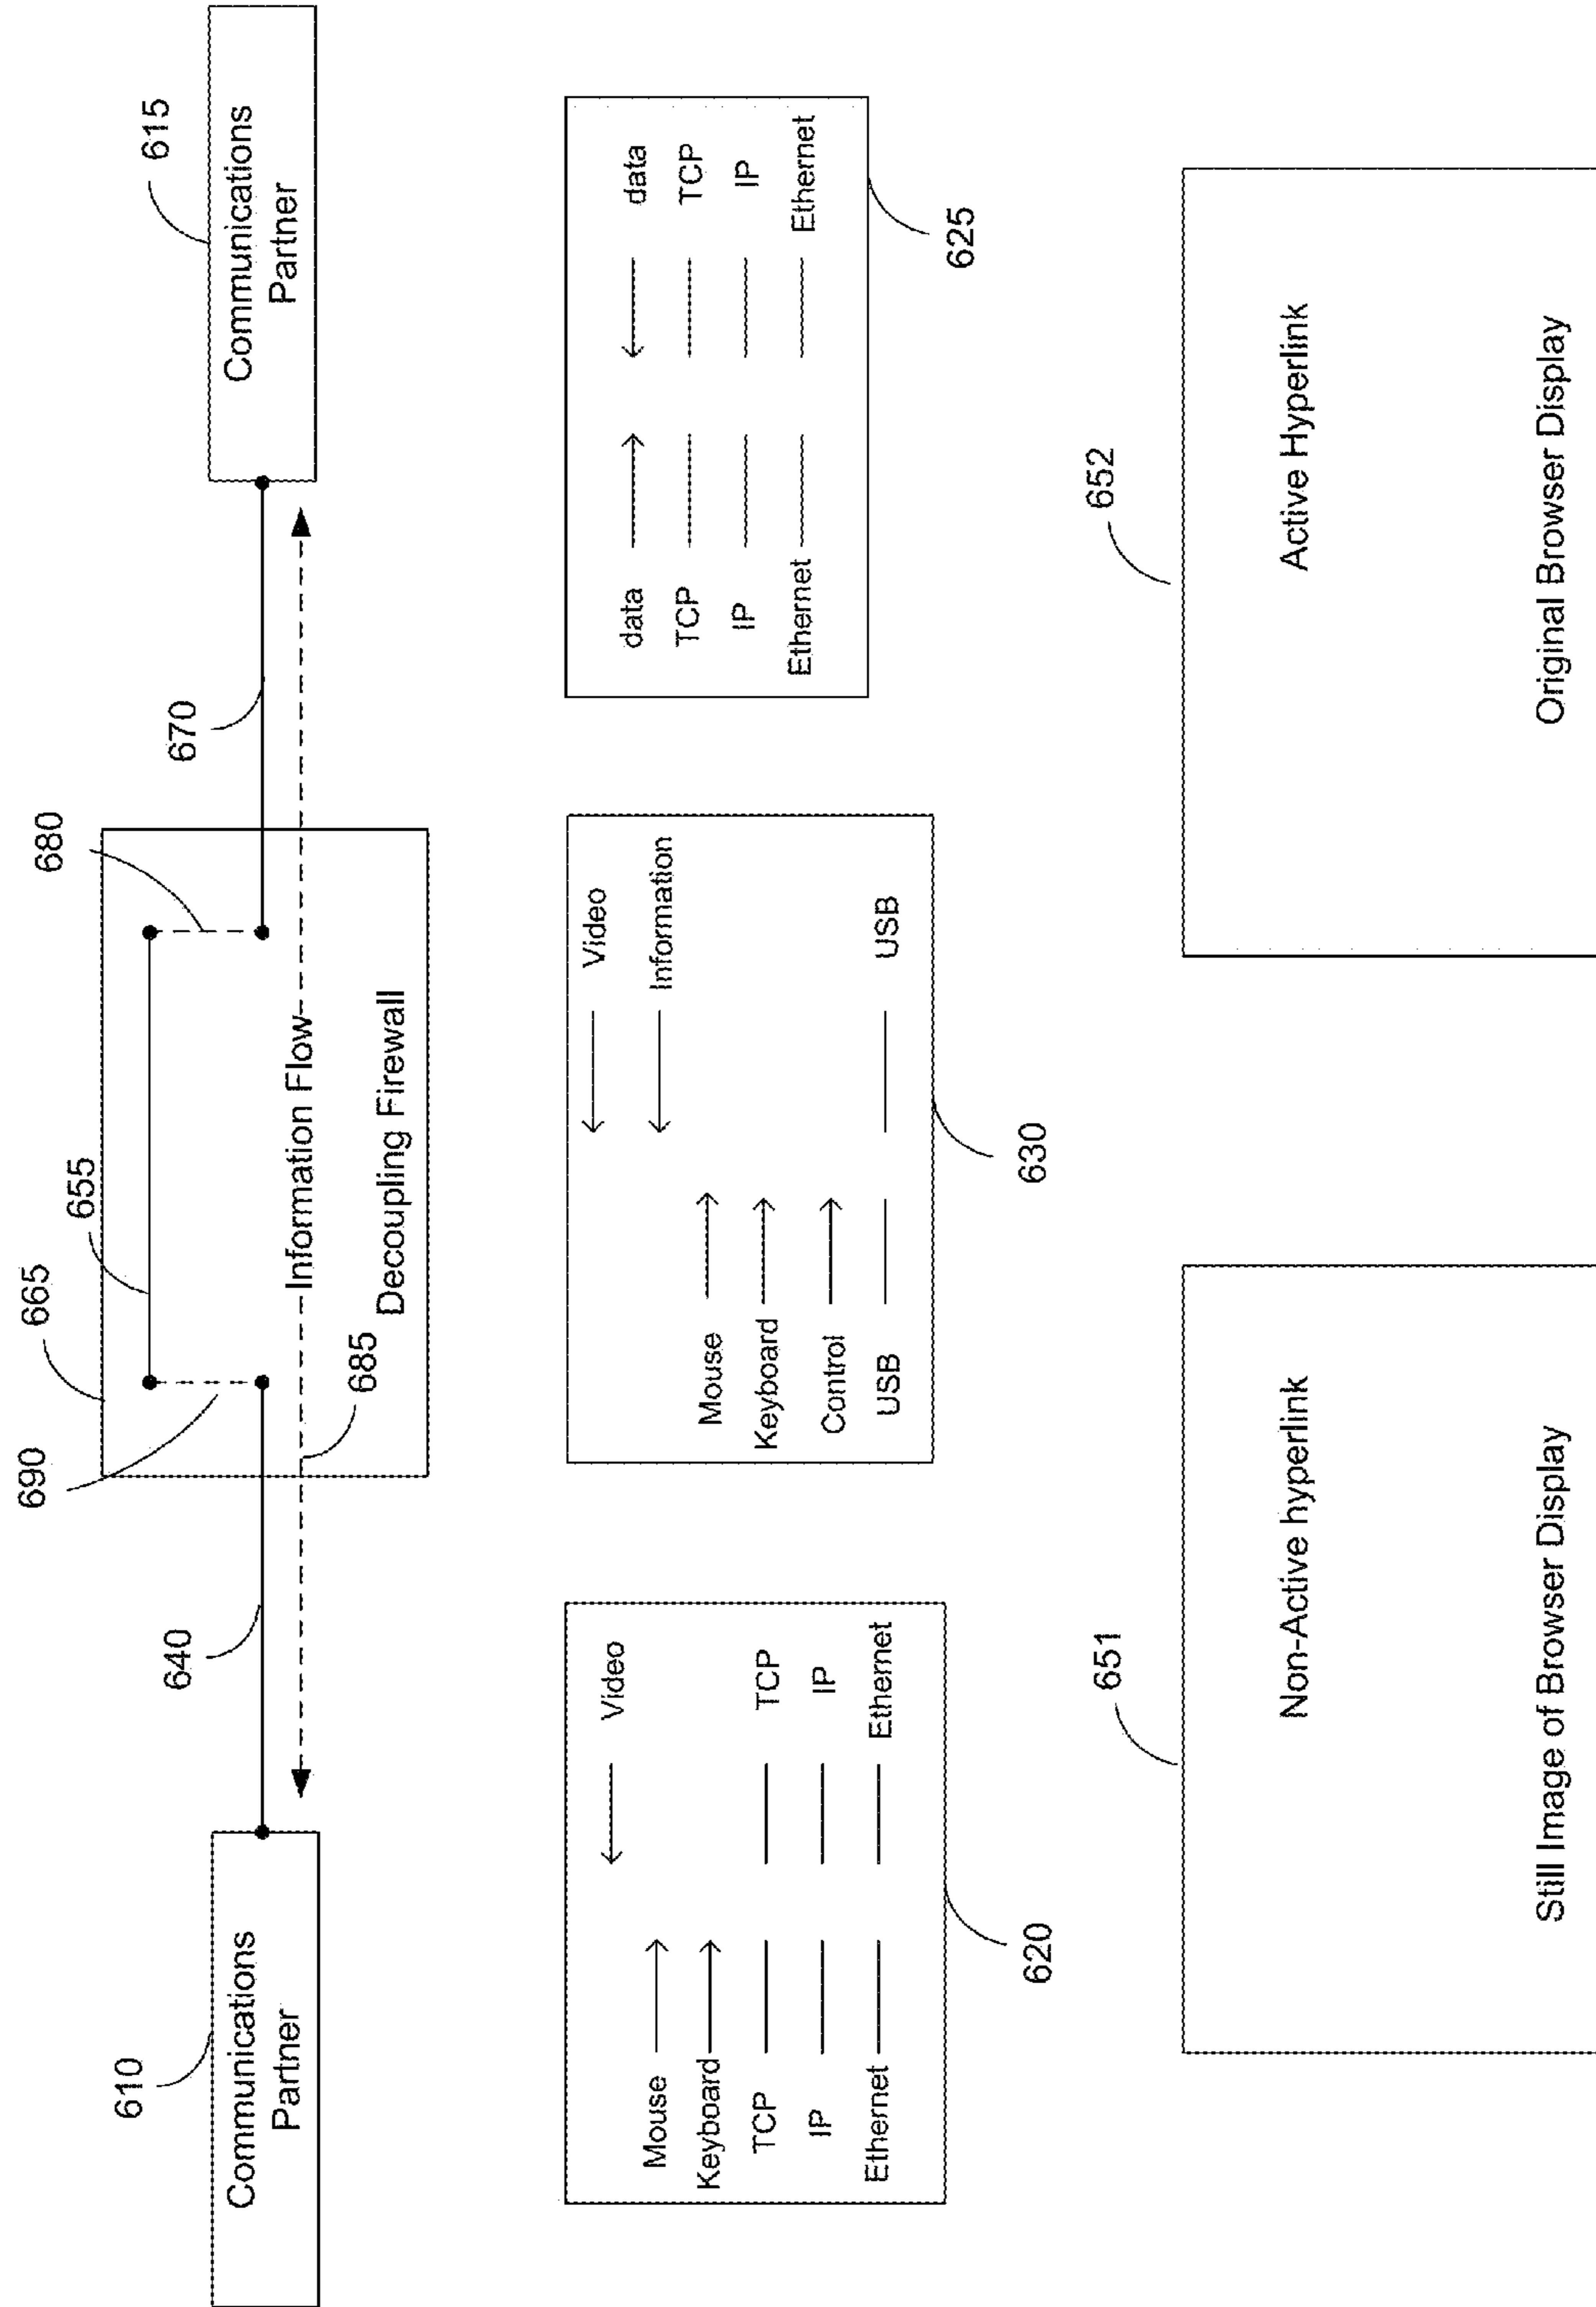 610
Communications
Partner
640
690
665
655
680
670
615
Communications
Partner
Information Flow
685
Decoupling Firewall
Video
Mouse
Keyboard
TCP
TCP
IP
IP
Ethernet
Ethernet
620
Video
Information
Mouse
Keyboard
Control
USB
USB
630
data
data
TCP
TCP
IP
IP
Ethernet
Ethernet
625
651
Non-Active hyperlink
Still Image of Browser Display
652
Active Hyperlink
Original Browser Display